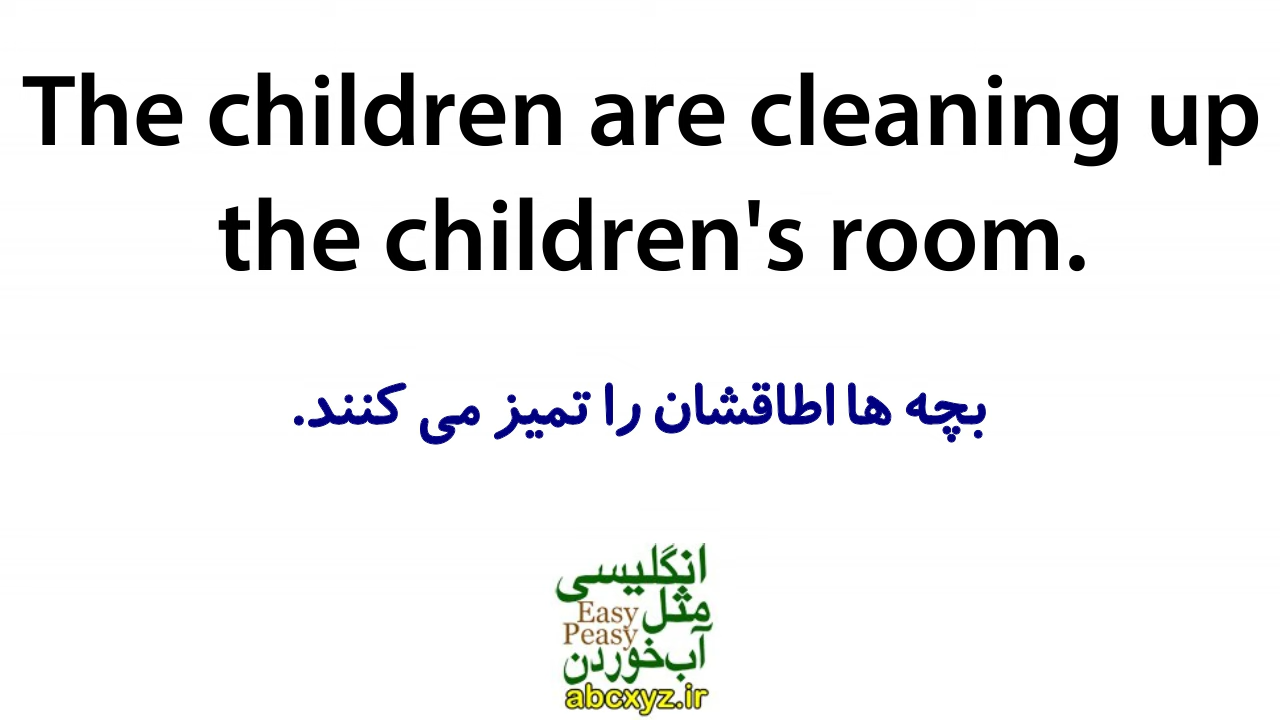 The children are cleaning up
the children's room.
بچه ها اطاقشان را تمیز می کنند.
انگلیسی
مثل
Easy
Peasy
آب‌خوردن
abcxyz.ir